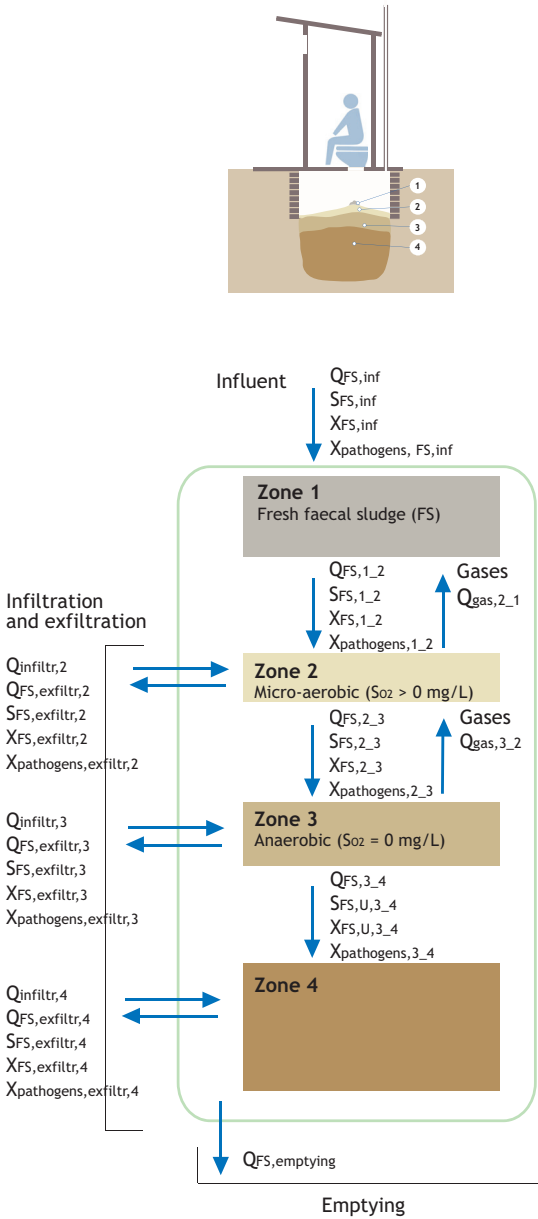 1
2
3
4
Influent
QFS,inf
SFS,inf
XFS,inf
Xpathogens, FS,inf
Zone 1
Fresh faecal sludge (FS)
QFS,1_2
SFS,1_2
XFS,1_2
Xpathogens,1_2
Gases
Qgas,2_1
Infiltration
and exfiltration
Qinfiltr,2
QFS,exfiltr,2
SFS,exfiltr,2
XFS,exfiltr,2
Xpathogens,exfiltr,2
Zone 2
Micro-aerobic (SO2 > 0 mg/L)
QFS,2_3
SFS,2_3
XFS,2_3
Xpathogens,2_3
Gases
Qgas,3_2
Qinfiltr,3
QFS,exfiltr,3
SFS,exfiltr,3
XFS,exfiltr,3
Xpathogens,exfiltr,3
Zone 3
Anaerobic (SO2 = 0 mg/L)
QFS,3_4
SFS,U,3_4
XFS,U,3_4
Xpathogens,3_4
Qinfiltr,4
QFS,exfiltr,4
SFS,exfiltr,4
XFS,exfiltr,4
Xpathogens,exfiltr,4
Zone 4
QFS,emptying
Emptying